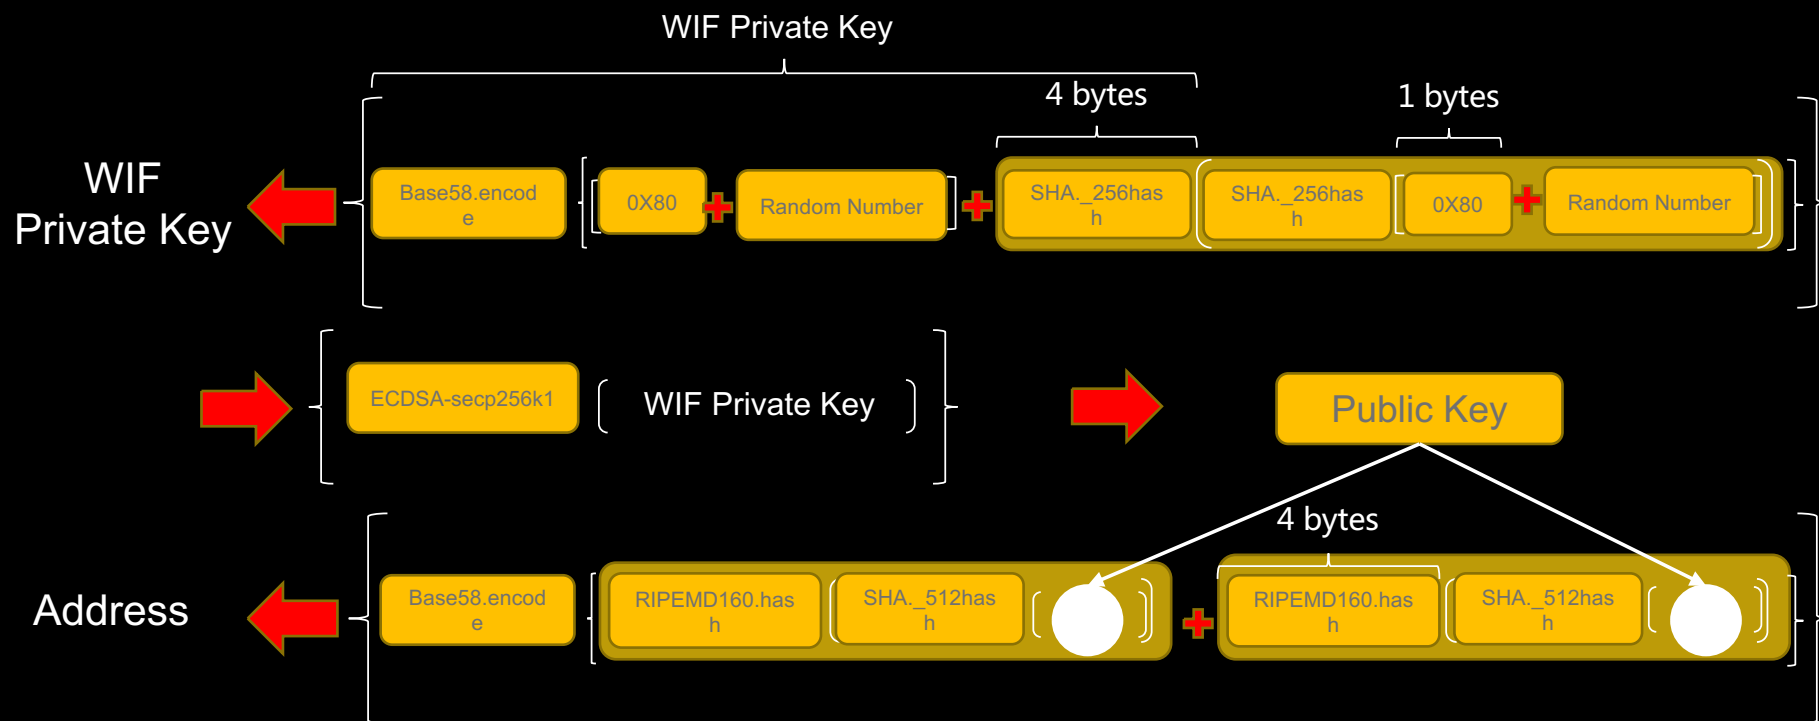 WIF Private Key
4 bytes
1 bytes
WIF
Private Key
Base58.encod
e
0X80
Random Number
SHA._256has
h
SHA._256has
h
0X80
Random Number
ECDSA-secp256k1
WIF Private Key
Public Key
4 bytes
Address
Base58.encod
e
RIPEMD160.has
h
SHA._512has
h
RIPEMD160.has
h
SHA._512has
h